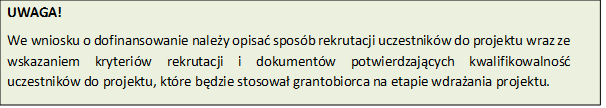 UWAGA!
We wniosku o dofinansowanie należy opisać sposób rekrutacji uczestników do projektu wraz ze
wskazaniem kryteriów rekrutacji i dokumentów potwierdzających kwalifikowalność
uczestników do projektu, które będzie stosował grantobiorca na etapie wdrażania projektu.